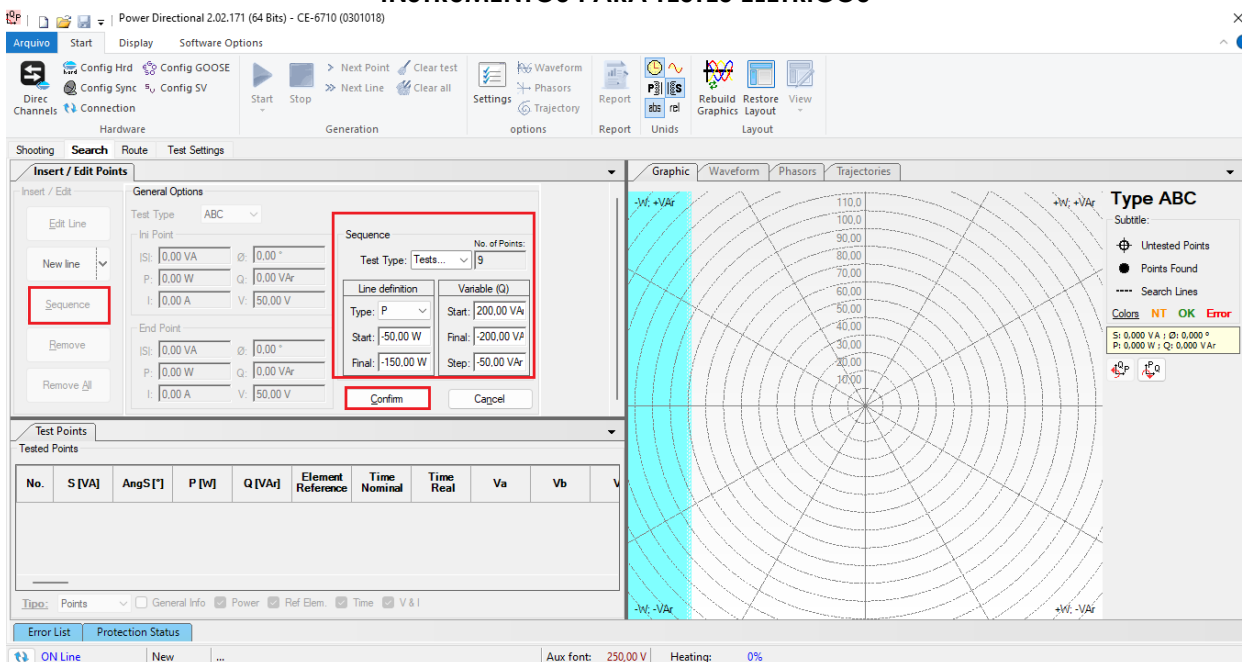 INSTRUMENTOS PARA TESTES ELÉTRICOS
Power Directional 2.02.171 (64 Bits) - CE-6710 (0301018)
Arquivo Start Display Software Options
Direc Channels
Config Hrd Config GOOSE
Config Sync Config SV
Connection
Hardware
Start Stop
Next Point Clear test
Next Line Clear all
Generation
Settings
Waveform
Phasors
Trajectory
options
Report
Report
abs rel
Unids
Rebuild Graphics
Restore Layout
View
Layout
Shooting Search Route Test Settings
Insert / Edit Points
Insert / Edit
Edit Line
New line
Sequence
Remove
Remove All
General Options
Test Type ABC
Ini Point
|S|: 0,00 VA Ø: 0,00 °
P: 0,00 W Q: 0,00 VAr
I: 0,00 A V: 50,00 V
End Point
|S|: 0,00 VA Ø: 0,00 °
P: 0,00 W Q: 0,00 VAr
I: 0,00 A V: 50,00 V
Sequence
No. of Points:
Test Type: Tests... 9
Line definition Variable (Q)
Type: P Start: 200,00 VAr
Start: -50,00 W Final: -200,00 VA
Final: -150,00 W Step: -50,00 VAr
Confirm Cancel
Test Points
Tested Points
No. S [VA] AngS [°] P [W] Q [VAr] Element Reference Time Nominal Time Real Va Vb V
Tipo: Points General Info Power Ref Elem. Time V & I
Graphic Waveform Phasors Trajectories
-W; +VAr +W; +VAr
110,0
100,0
90,00
80,00
70,00
60,00
50,00
40,00
30,00
20,00
10,00
-W; -VAr +W; -VAr
Type ABC
Subtitle:
Untested Points
Points Found
Search Lines
Colors NT OK Error
S: 0,000 VA ; Ø: 0,000 °
P: 0,000 W ; Q: 0,000 VAr
Error List Protection Status
ON Line New ... Aux font: 250,00 V Heating: 0%